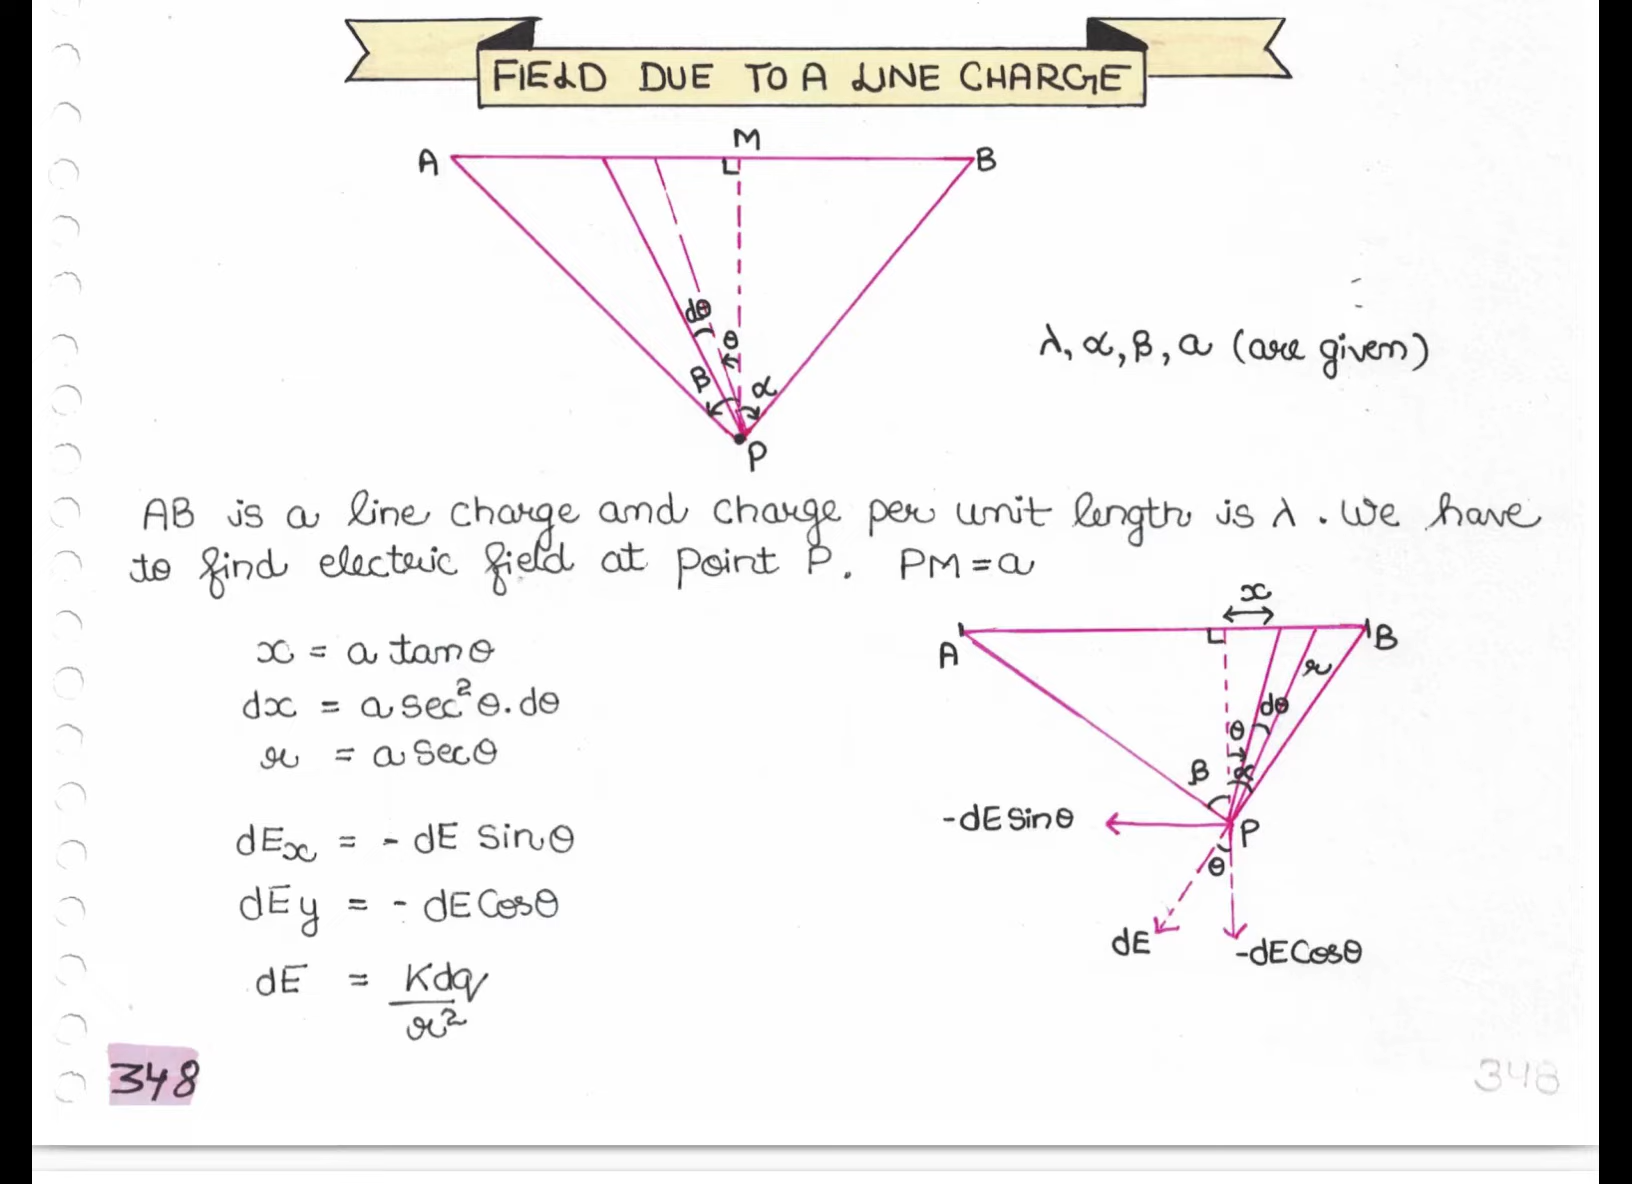 FIELD DUE TO A LINE CHARGE
M
A
B
dθ
θ
β
α
P
λ, α, β, a (are given)
AB is a line charge and charge per unit length is λ. We have
to find electric field at point P. PM = a
x
A
B
r
dθ
θ
β
α
P
-dE Sinθ
θ
dE
-dE Cosθ
x = a tanθ
dx = a sec²θ.dθ
r = a secθ
dEx = - dE Sinθ
dEy = - dE Cosθ
dE = Kdq/r²
348
348